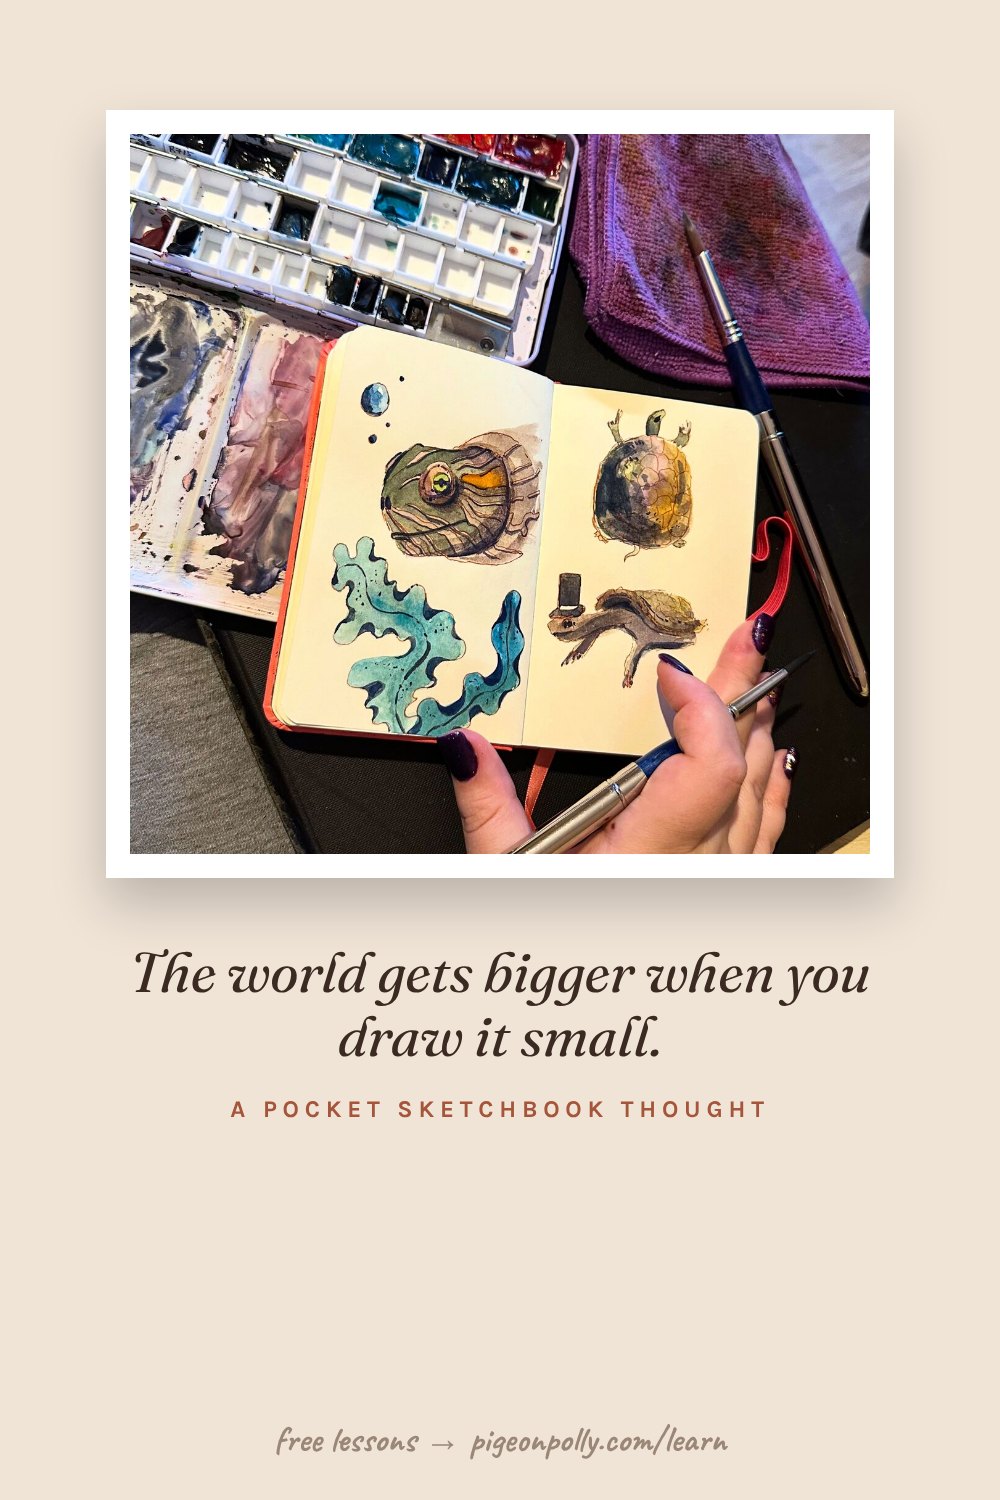 The world gets bigger when you
draw it small.
A POCKET SKETCHBOOK THOUGHT
free lessons → pigeonpolly.com/learn